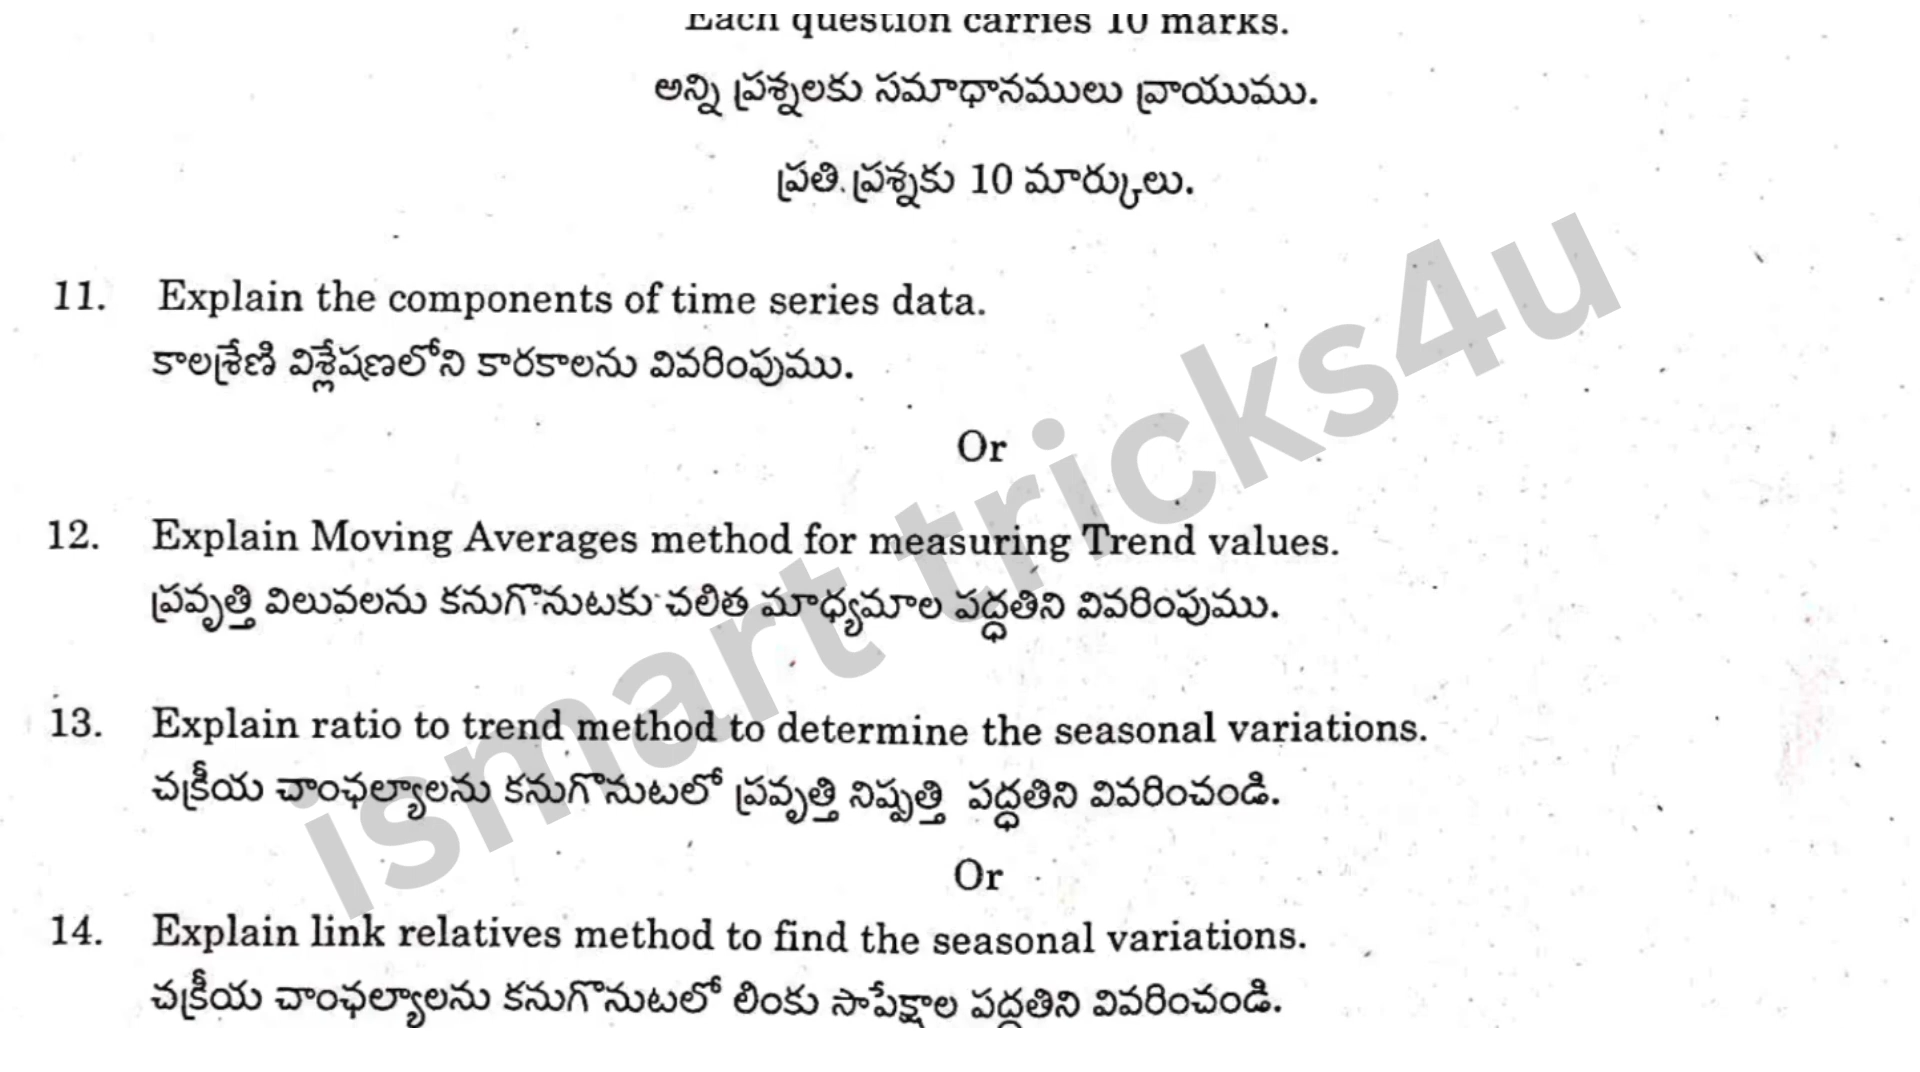 Each question carries 10 marks.
అన్ని ప్రశ్నలకు సమాధానములు వ్రాయుము.
ప్రతి ప్రశ్నకు 10 మార్కులు.
11. Explain the components of time series data.
కాలశ్రేణి విశ్లేషణలోని కారకాలను వివరింపుము.
Or
12. Explain Moving Averages method for measuring Trend values.
ప్రవృత్తి విలువలను కనుగొనుటకు చలిత మాధ్యమాల పద్ధతిని వివరింపుము.
13. Explain ratio to trend method to determine the seasonal variations.
చక్రీయ చాంఛల్యాలను కనుగొనుటలో ప్రవృత్తి నిష్పత్తి పద్ధతిని వివరించండి.
Or
14. Explain link relatives method to find the seasonal variations.
చక్రీయ చాంఛల్యాలను కనుగొనుటలో లింకు సాపేక్షాల పద్ధతిని వివరించండి.
ismart tricks4u